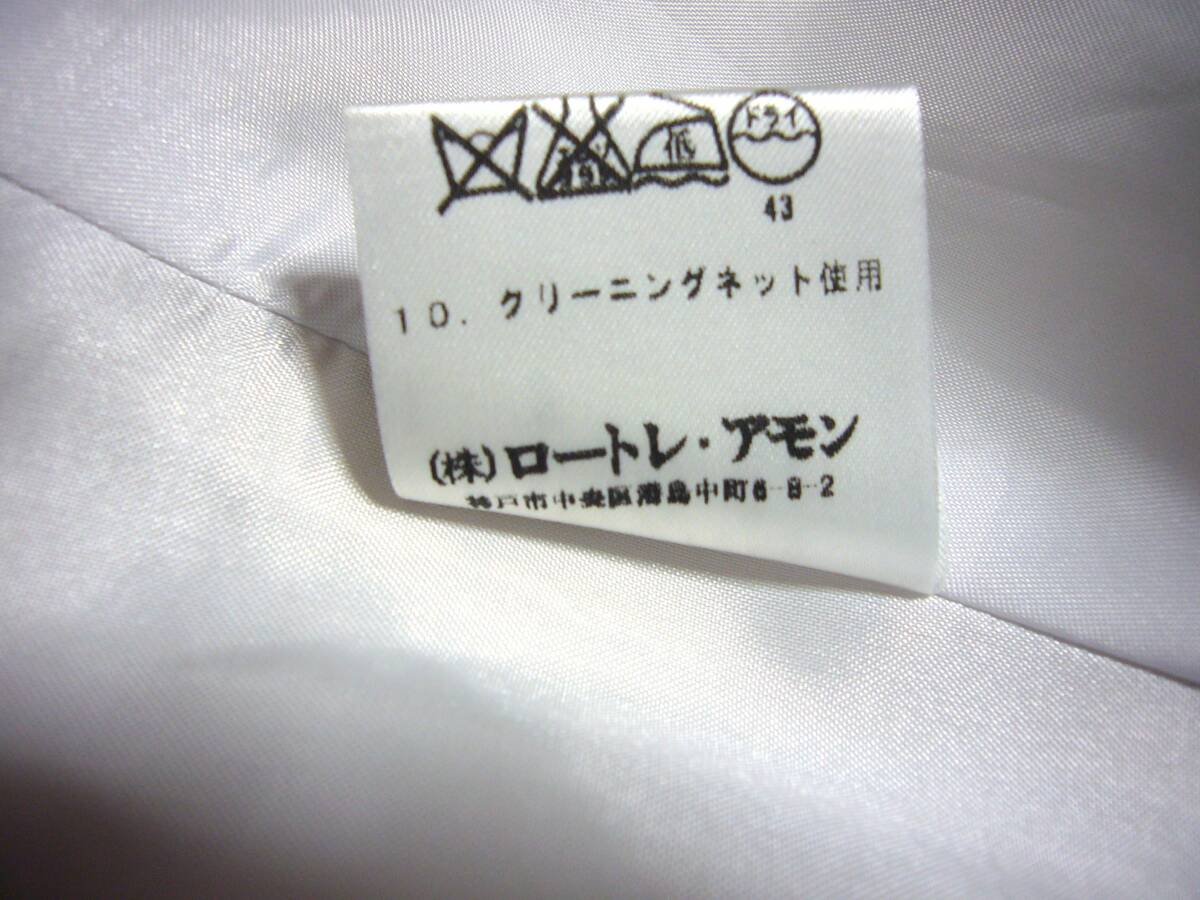 低 ドライ
43
10. クリーニングネット使用
(株)ロートレ・アモン
神戸市中央区港島中町6-8-2